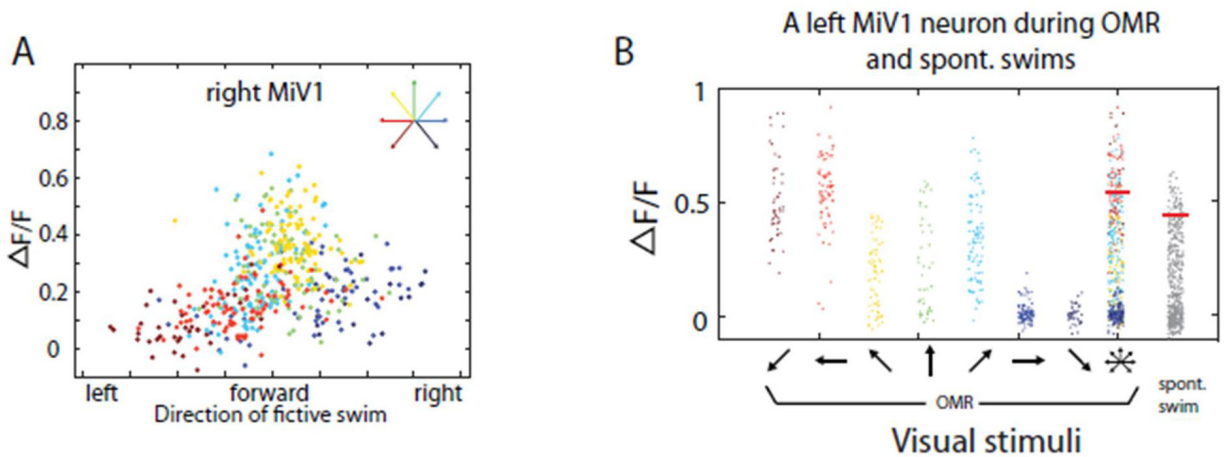 A
right MiV1
ΔF/F
0.8
0.6
0.4
0.2
0
left forward right
Direction of fictive swim
B
A left MiV1 neuron during OMR
and spont. swims
ΔF/F
1
0.5
0
OMR
spont.
swim
Visual stimuli